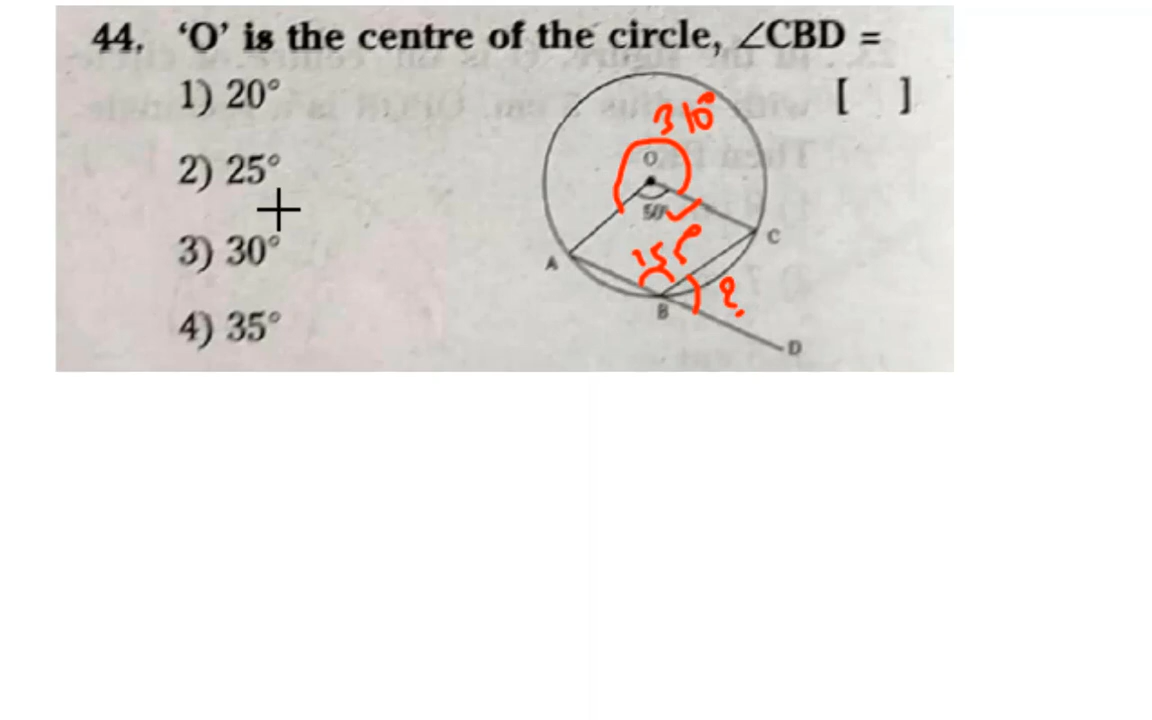 44. ‘O’ is the centre of the circle, ∠CBD =
1) 20° [ ]
2) 25°
3) 30°
4) 35°
310°
O
50°
155°
A
C
B
?
D